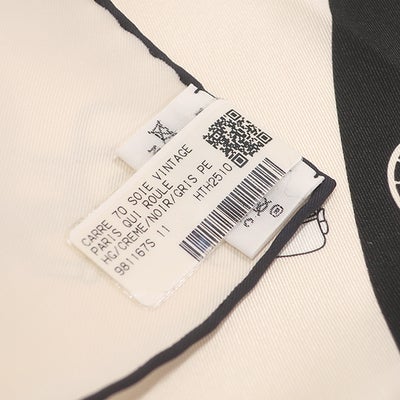 CARRE 70 SOIE VINTAGE
PARIS QUI ROULE
HG/CREME/NOIR/GRIS PE
981167S 11
HTH2510